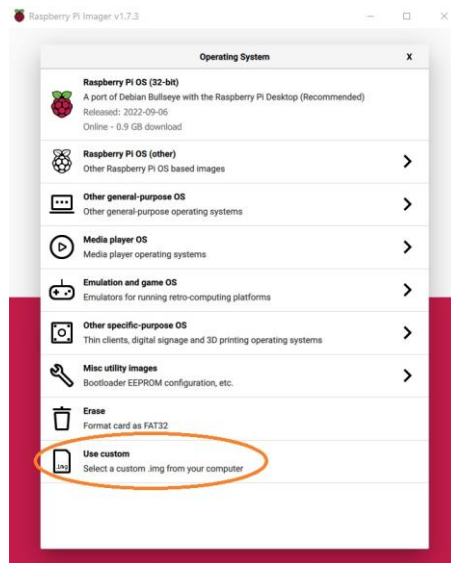 Raspberry Pi Imager v1.7.3
Operating System
X
Raspberry Pi OS (32-bit)
A port of Debian Bullseye with the Raspberry Pi Desktop (Recommended)
Released: 2022-09-06
Online - 0.9 GB download
Raspberry Pi OS (other)
Other Raspberry Pi OS based images
Other general-purpose OS
Other general-purpose operating systems
Media player OS
Media player operating systems
Emulation and game OS
Emulators for running retro-computing platforms
Other specific-purpose OS
Thin clients, digital signage and 3D printing operating systems
Misc utility images
Bootloader EEPROM configuration, etc.
Erase
Format card as FAT32
Use custom
.img
Select a custom .img from your computer